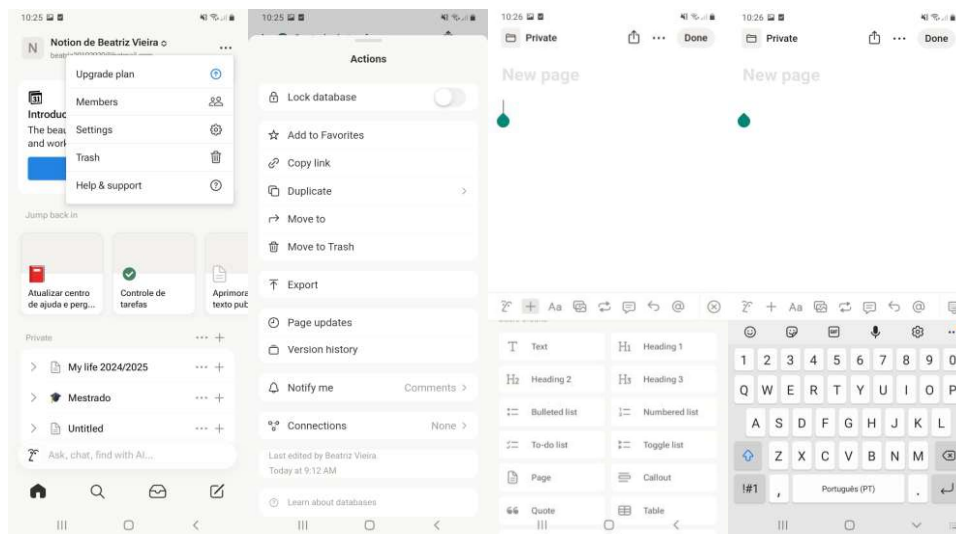 10:25
N
Notion de Beatriz Vieira
Upgrade plan
Members
Settings
Trash
Help & support
31
Introduc
The beau
and work
Jump back in
Atualizar centro
de ajuda e perg...
Controle de
tarefas
Aprimora
texto pub
Private
My life 2024/2025
Mestrado
Untitled
Ask, chat, find with AI...
10:25
Actions
Lock database
Add to Favorites
Copy link
Duplicate
Move to
Move to Trash
Export
Page updates
Version history
Notify me Comments
Connections None
Last edited by Beatriz Vieira
Today at 9:12 AM
Learn about databases
10:26
Private Done
New page
Aa @
T Text H1 Heading 1
H2 Heading 2 H3 Heading 3
Bulleted list Numbered list
To-do list Toggle list
Page Callout
Quote Table
10:26
Private Done
New page
Aa @
1 2 3 4 5 6 7 8 9 0
Q W E R T Y U I O P
A S D F G H J K L
Z X C V B N M
!#1 , Português (PT) .